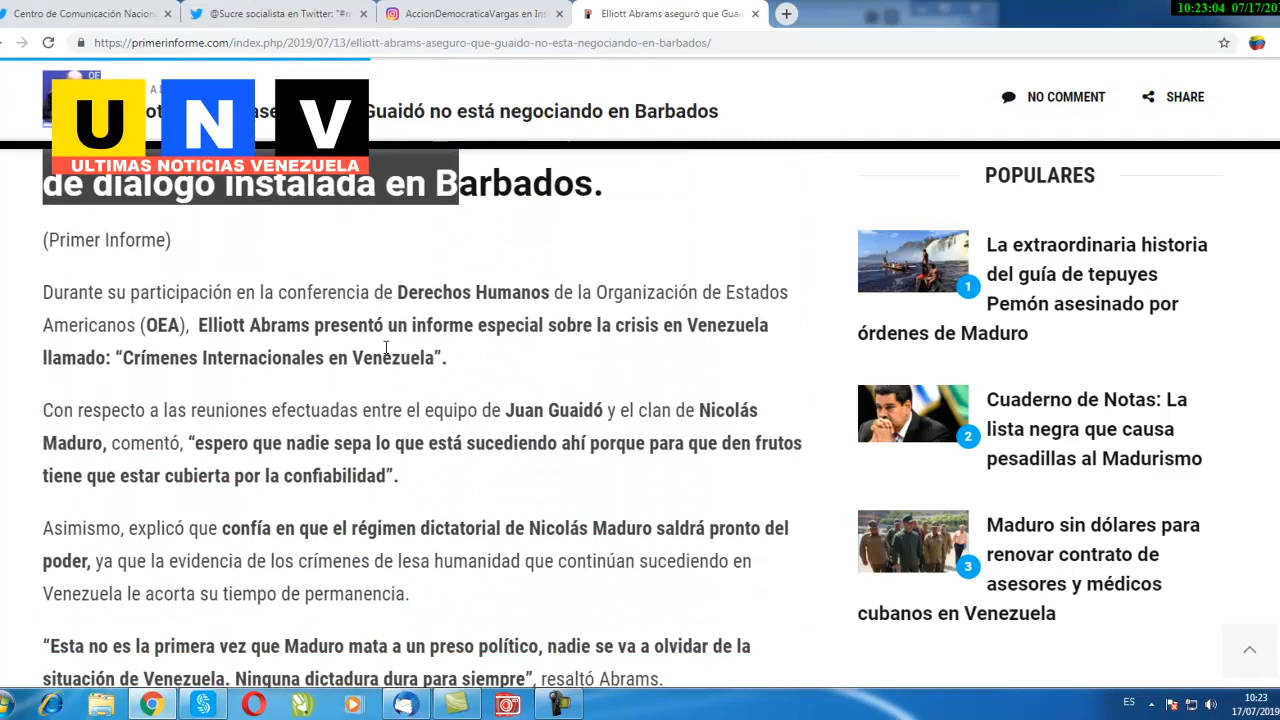 Centro de Comunicación Nacion
@Sucre socialista en Twitter: "#
AccionDemocraticaVargas en Ins
Elliott Abrams aseguró que Guai
10:23:04 07/17/20
https://primerinforme.com/index.php/2019/07/13/elliott-abrams-aseguro-que-guaido-no-esta-negociando-en-barbados/
Guaidó no está negociando en Barbados
NO COMMENT
SHARE
U N V
ULTIMAS NOTICIAS VENEZUELA
de diálogo instalada en Barbados.
(Primer Informe)
Durante su participación en la conferencia de Derechos Humanos de la Organización de Estados
Americanos (OEA), Elliott Abrams presentó un informe especial sobre la crisis en Venezuela
llamado: “Crímenes Internacionales en Venezuela”.
Con respecto a las reuniones efectuadas entre el equipo de Juan Guaidó y el clan de Nicolás
Maduro, comentó, “espero que nadie sepa lo que está sucediendo ahí porque para que den frutos
tiene que estar cubierta por la confiabilidad”.
Asimismo, explicó que confía en que el régimen dictatorial de Nicolás Maduro saldrá pronto del
poder, ya que la evidencia de los crímenes de lesa humanidad que continúan sucediendo en
Venezuela le acorta su tiempo de permanencia.
“Esta no es la primera vez que Maduro mata a un preso político, nadie se va a olvidar de la
situación de Venezuela. Ninguna dictadura dura para siempre”, resaltó Abrams.
POPULARES
La extraordinaria historia
del guía de tepuyes
1
Pemón asesinado por
órdenes de Maduro
Cuaderno de Notas: La
lista negra que causa
2
pesadillas al Madurismo
Maduro sin dólares para
renovar contrato de
3
asesores y médicos
cubanos en Venezuela
ES
10:23
17/07/2019